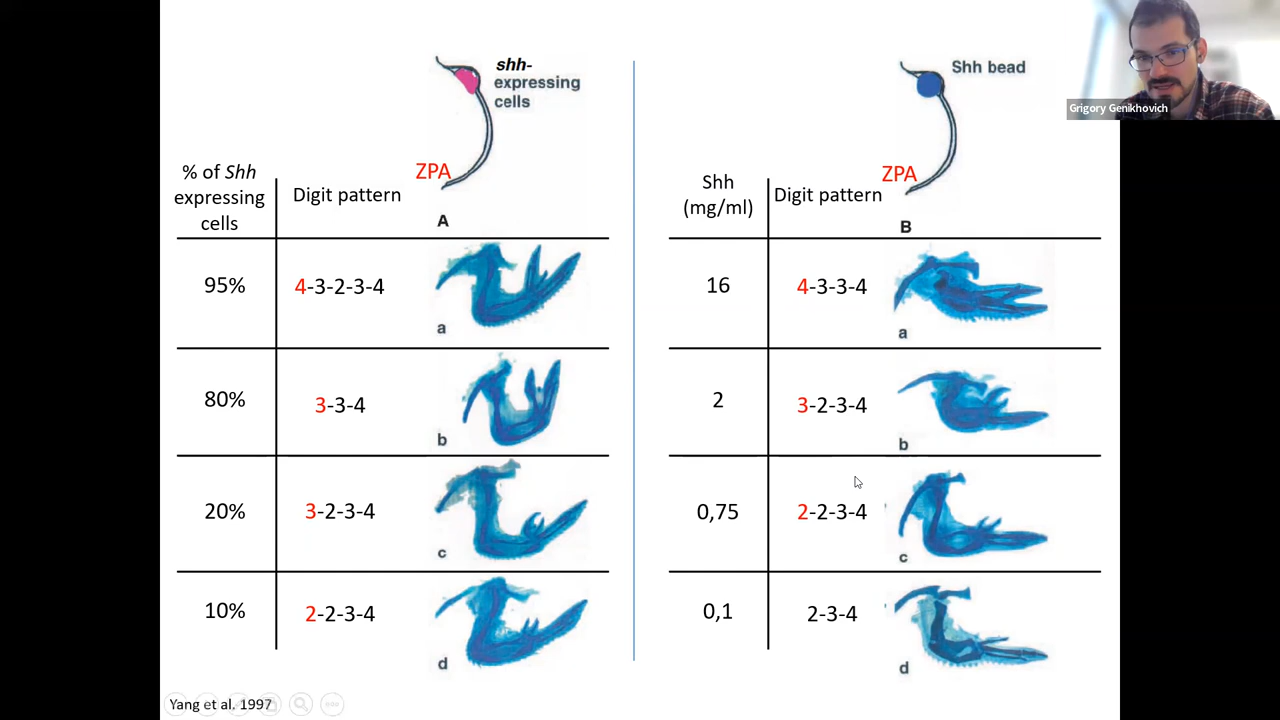 shh-
expressing
cells
ZPA
A
% of Shh
expressing
cells
Digit pattern
95%
4-3-2-3-4
a
80%
3-3-4
b
20%
3-2-3-4
c
10%
2-2-3-4
d
Shh bead
ZPA
B
Shh
(mg/ml)
Digit pattern
16
4-3-3-4
a
2
3-2-3-4
b
0,75
2-2-3-4
c
0,1
2-3-4
d
Yang et al. 1997
Grigory Genikhovich